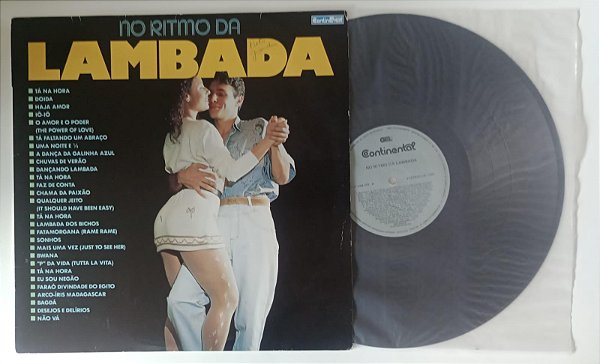 NO RITMO DA
Continental
LAMBADA
TÁ NA HORA
DOIDA
HAJA AMOR
IÔ-IÔ
O AMOR E O PODER
(THE POWER OF LOVE)
TÁ FALTANDO UM ABRAÇO
UMA NOITE E ½
A DANÇA DA GALINHA AZUL
CHUVAS DE VERÃO
DANÇANDO LAMBADA
TÁ NA HORA
FAZ DE CONTA
CHAMA DA PAIXÃO
QUALQUER JEITO
(IT SHOULD HAVE BEEN EASY)
TÁ NA HORA
LAMBADA DOS BICHOS
FATAMORGANA (RAME RAME)
SONHOS
MAIS UMA VEZ (JUST TO SEE HER)
BWANA
"P" DA VIDA (TUTTA LA VITA)
TÁ NA HORA
EU SOU NEGÃO
FARAÓ DIVINDADE DO EGITO
ARCO-ÍRIS MADAGASCAR
BAGDÁ
DESEJOS E DELÍRIOS
NÃO VÁ
GEL
Continental
NO RITMO DA LAMBADA